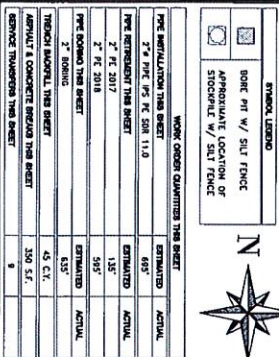 SYMBOL LEGEND
BORE PIT W/ SILT FENCE
APPROXIMATE LOCATION OF
STOCKPILE W/ SILT FENCE
N
WORK ORDER QUANTITIES THIS SHEET
PIPE INSTALLATION THIS SHEET ESTIMATED ACTUAL
2" PIPE IPS PE SDR 11.0 695'
PIPE RETIREMENT THIS SHEET ESTIMATED ACTUAL
2" PE 2017 135'
2" PE 2018 595'
PIPE BORING THIS SHEET ESTIMATED ACTUAL
2" BORING 635'
TRENCH BACKFILL THIS SHEET 45 C.Y.
ASPHALT & CONCRETE BREAKS THIS SHEET 350 S.F.
SERVICE TRANSFERS THIS SHEET 9